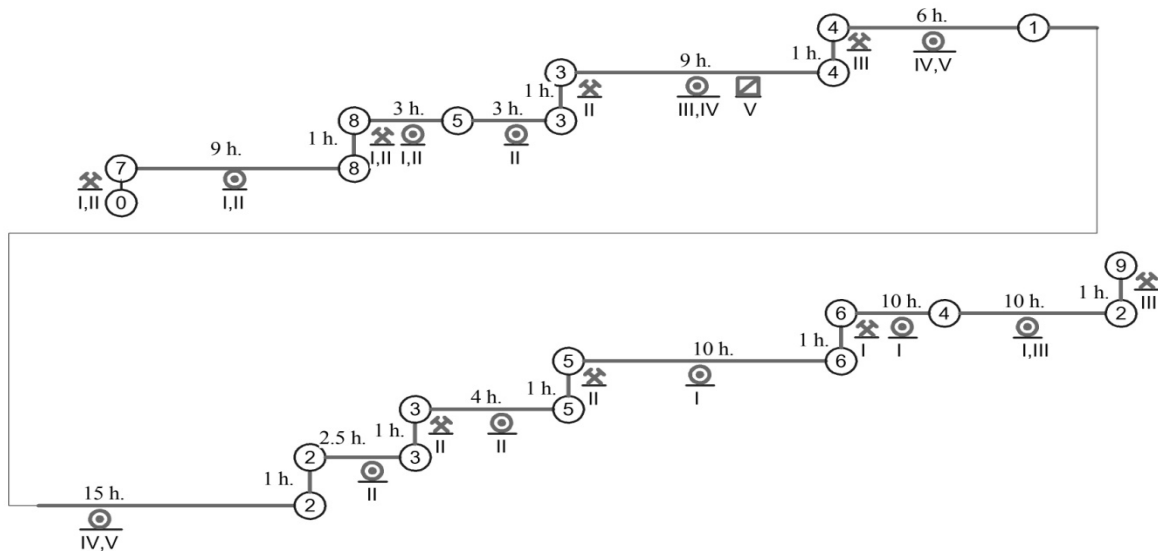 4 6 h. 1
1 h. III IV,V
3 9 h. 4
1 h. II III,IV V
8 3 h. 5 3 h. 3
1 h. I,II I,II II
7 9 h. 8
I,II 0 I,II
9
1 h. III
6 10 h. 4 10 h. 2
1 h. I I I,III
5 10 h. 6
1 h. II I
3 4 h. 5
1 h. II II
2 2.5 h. 3
1 h. II
15 h. 2
IV,V